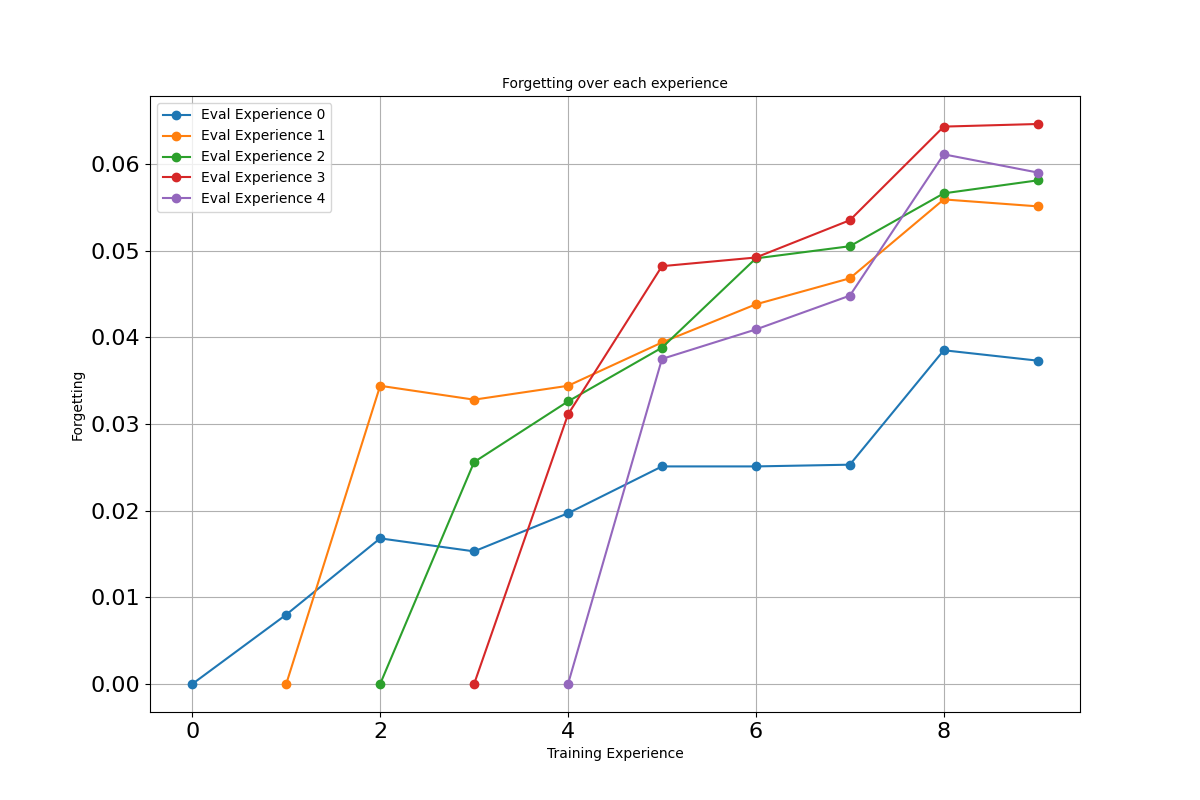 Forgetting over each experience
Eval Experience 0
Eval Experience 1
Eval Experience 2
Eval Experience 3
Eval Experience 4
0.06
0.05
0.04
0.03
0.02
0.01
0.00
Forgetting
0 2 4 6 8
Training Experience